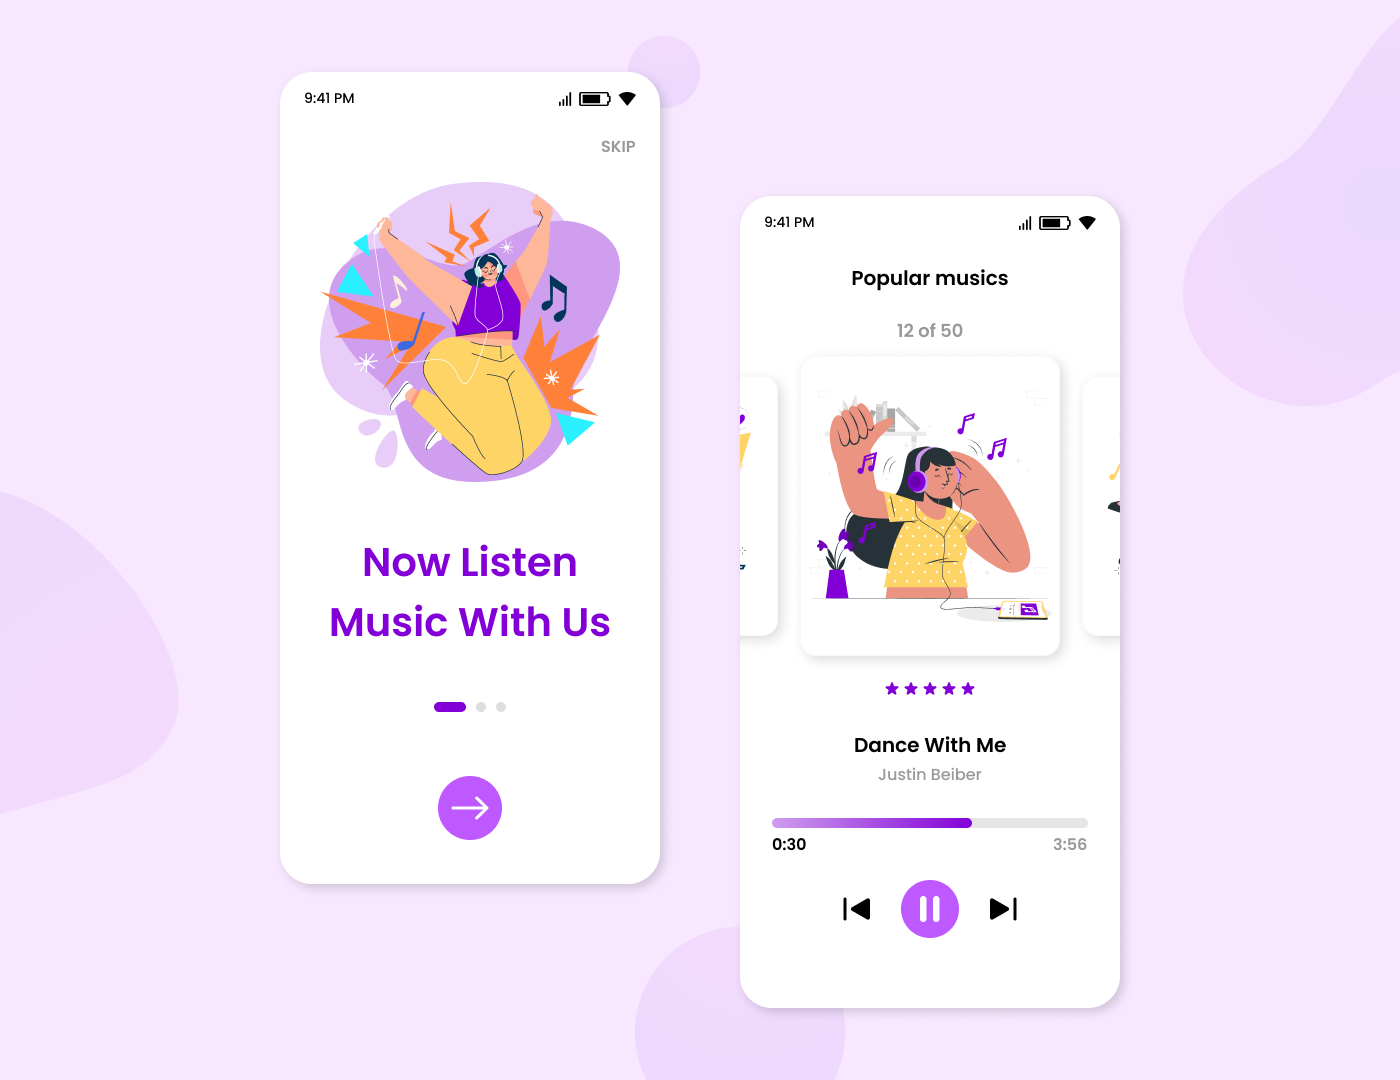 9:41 PM
SKIP
Now Listen
Music With Us
9:41 PM
Popular musics
12 of 50
Dance With Me
Justin Beiber
0:30
3:56